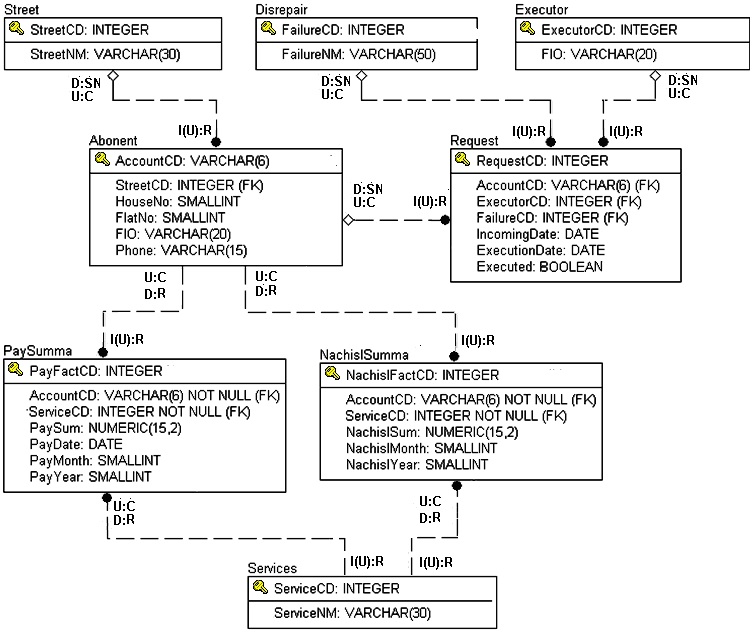 Street
StreetCD: INTEGER
StreetNM: VARCHAR(30)
Disrepair
FailureCD: INTEGER
FailureNM: VARCHAR(50)
Executor
ExecutorCD: INTEGER
FIO: VARCHAR(20)
D:SN
U:C
I(U):R
D:SN
U:C
I(U):R
D:SN
U:C
I(U):R
Abonent
AccountCD: VARCHAR(6)
StreetCD: INTEGER (FK)
HouseNo: SMALLINT
FlatNo: SMALLINT
FIO: VARCHAR(20)
Phone: VARCHAR(15)
D:SN
U:C
I(U):R
Request
RequestCD: INTEGER
AccountCD: VARCHAR(6) (FK)
ExecutorCD: INTEGER (FK)
FailureCD: INTEGER (FK)
IncomingDate: DATE
ExecutionDate: DATE
Executed: BOOLEAN
U:C
D:R
I(U):R
U:C
D:R
I(U):R
PaySumma
PayFactCD: INTEGER
AccountCD: VARCHAR(6) NOT NULL (FK)
ServiceCD: INTEGER NOT NULL (FK)
PaySum: NUMERIC(15,2)
PayDate: DATE
PayMonth: SMALLINT
PayYear: SMALLINT
NachislSumma
NachislFactCD: INTEGER
AccountCD: VARCHAR(6) NOT NULL (FK)
ServiceCD: INTEGER NOT NULL (FK)
NachislSum: NUMERIC(15,2)
NachislMonth: SMALLINT
NachislYear: SMALLINT
U:C
D:R
I(U):R
U:C
D:R
I(U):R
Services
ServiceCD: INTEGER
ServiceNM: VARCHAR(30)